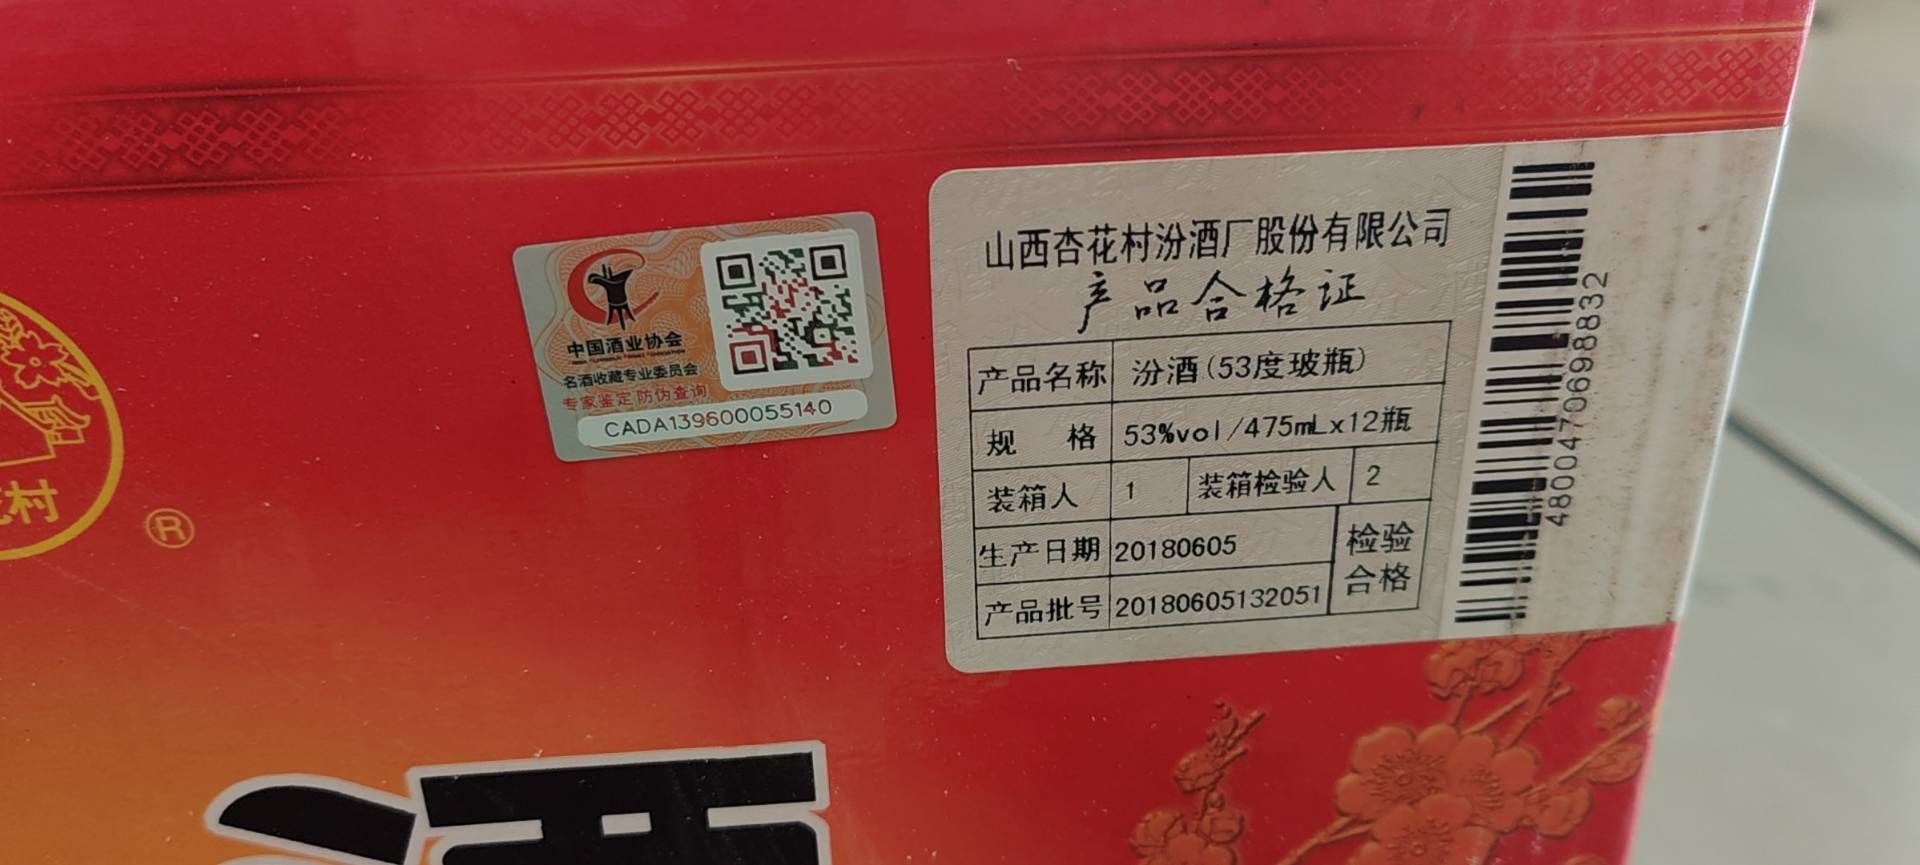 村
®
中国酒业协会
名酒收藏专业委员会
专家鉴定 防伪查询
CADA139600055140
山西杏花村汾酒厂股份有限公司
产品合格证
产品名称 汾酒(53度玻瓶)
规 格 53%vol/475mLx12瓶
装箱人 1 装箱检验人 2
生产日期 20180605 检验
产品批号 20180605132051 合格
4800470698832
酒